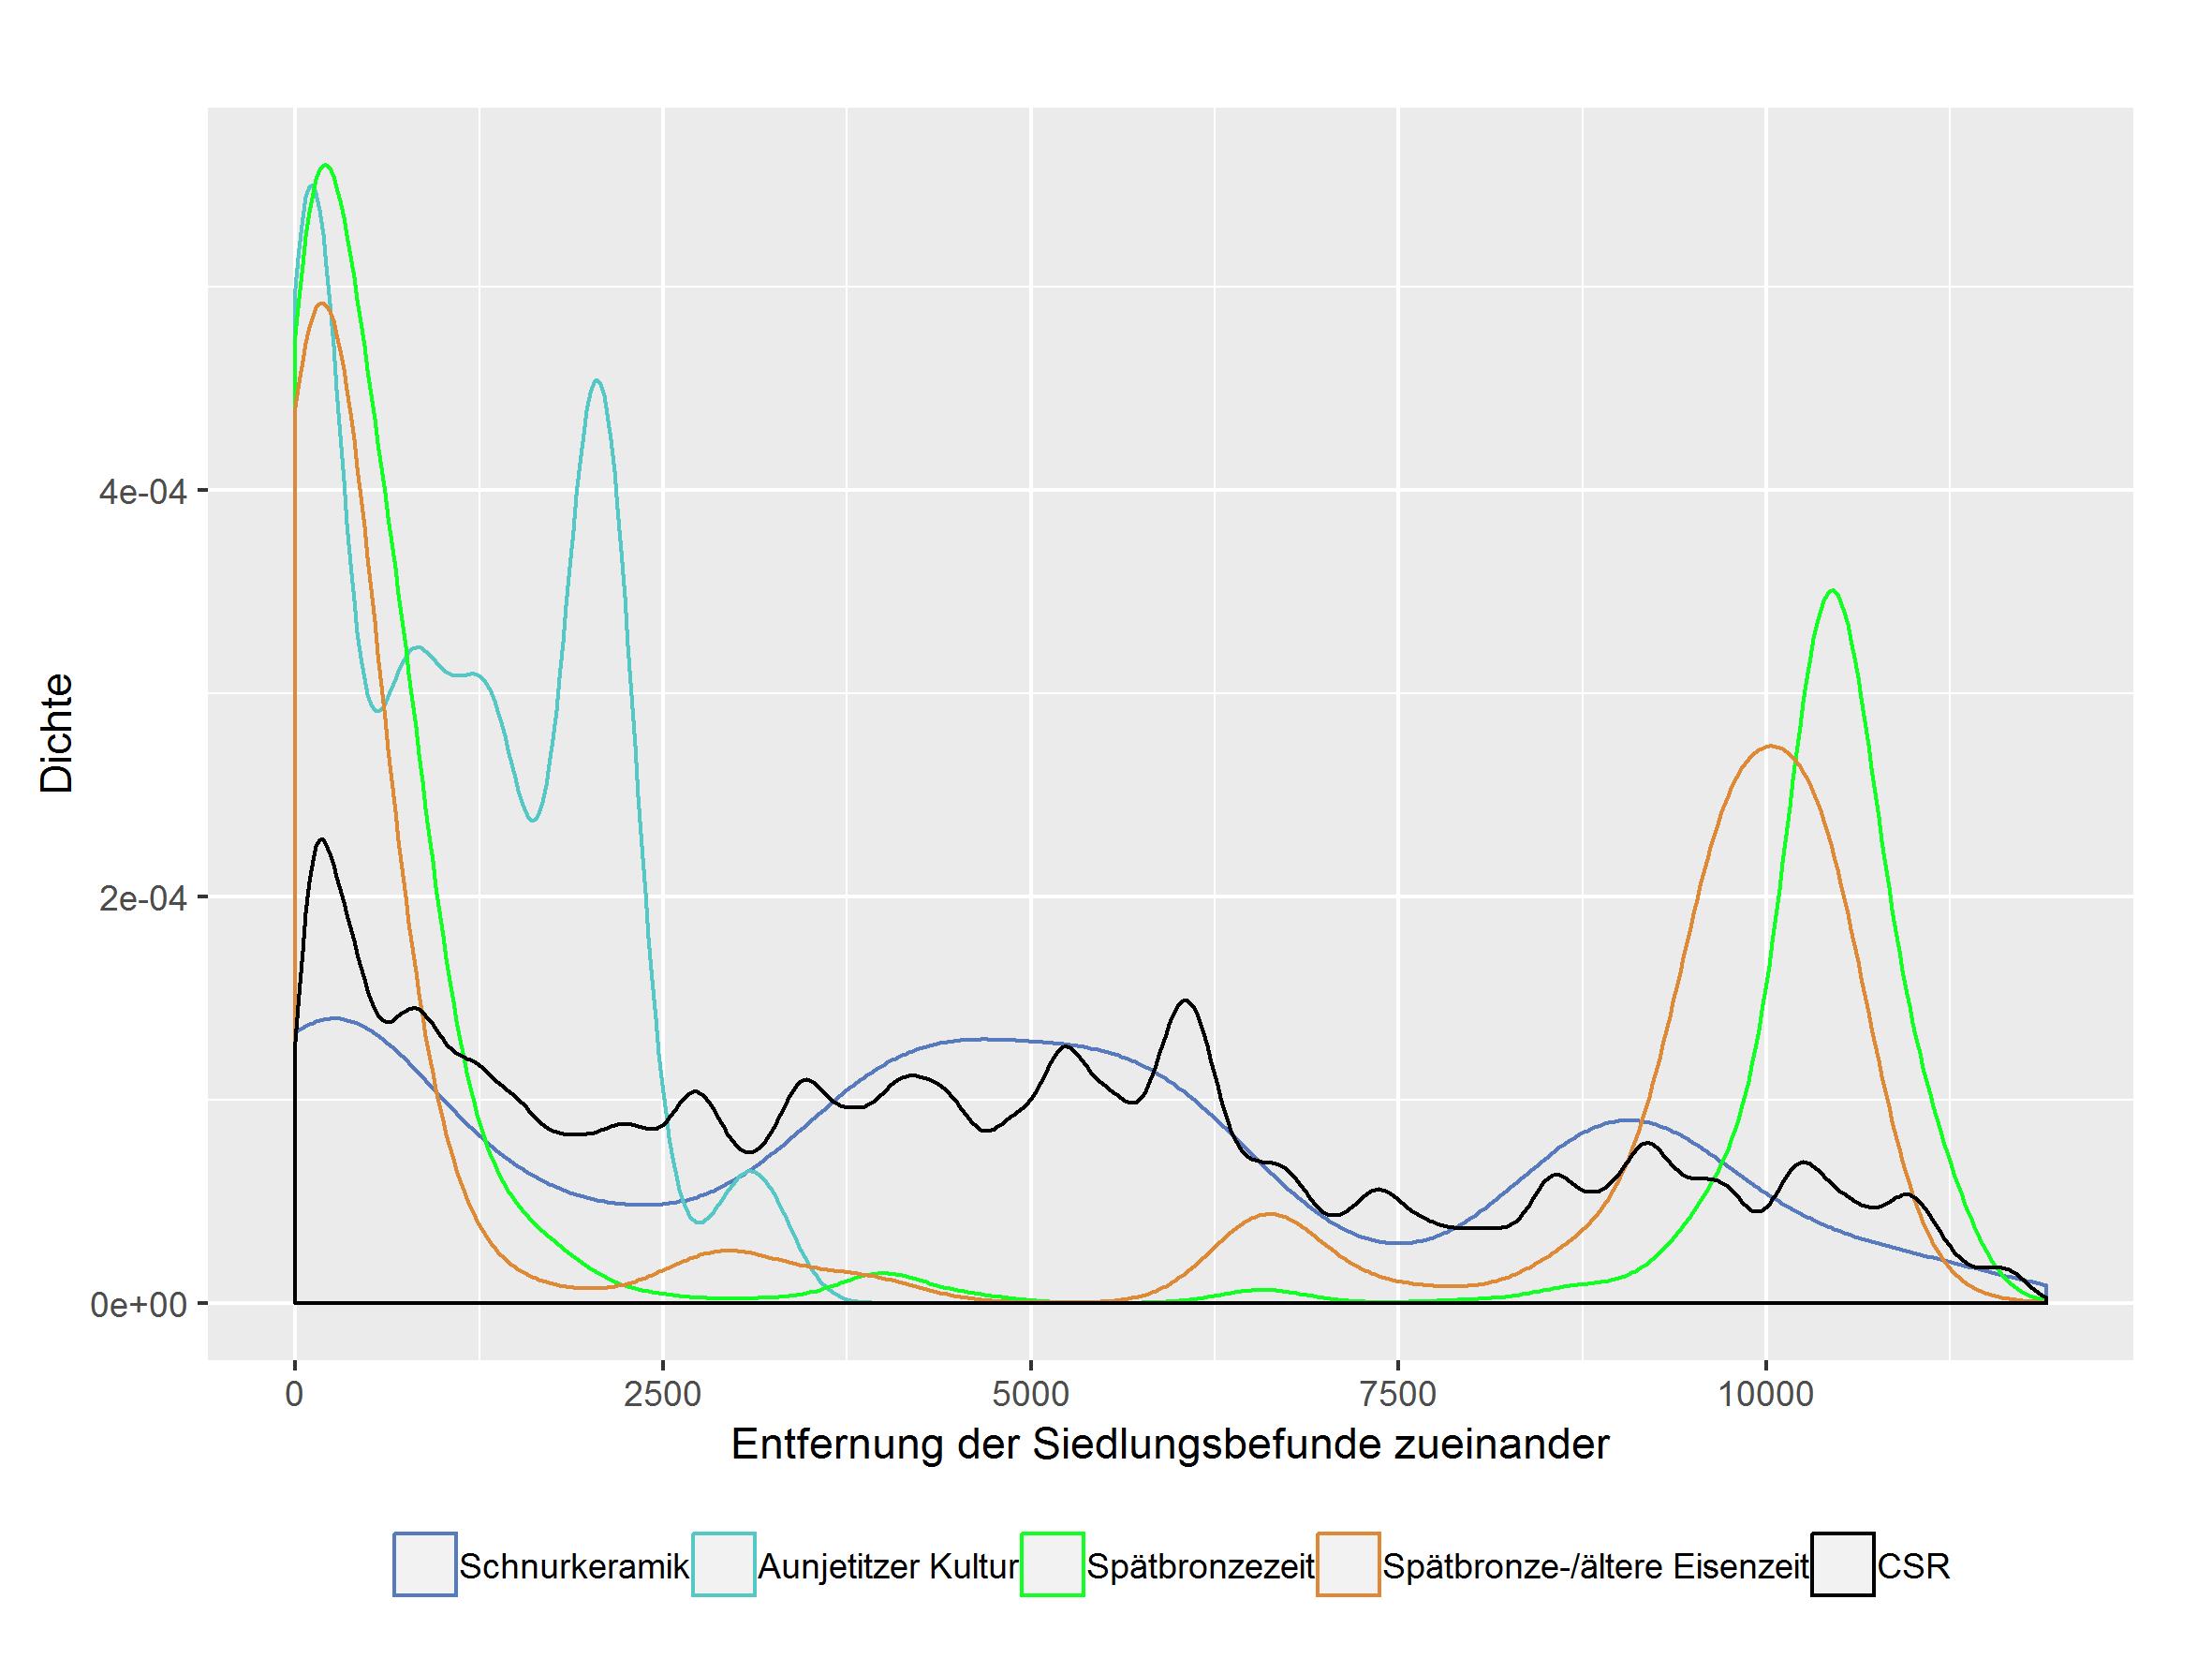 Dichte
4e-04
2e-04
0e+00
0 2500 5000 7500 10000
Entfernung der Siedlungsbefunde zueinander
Schnurkeramik Aunjetitzer Kultur Spätbronzezeit Spätbronze-/ältere Eisenzeit CSR